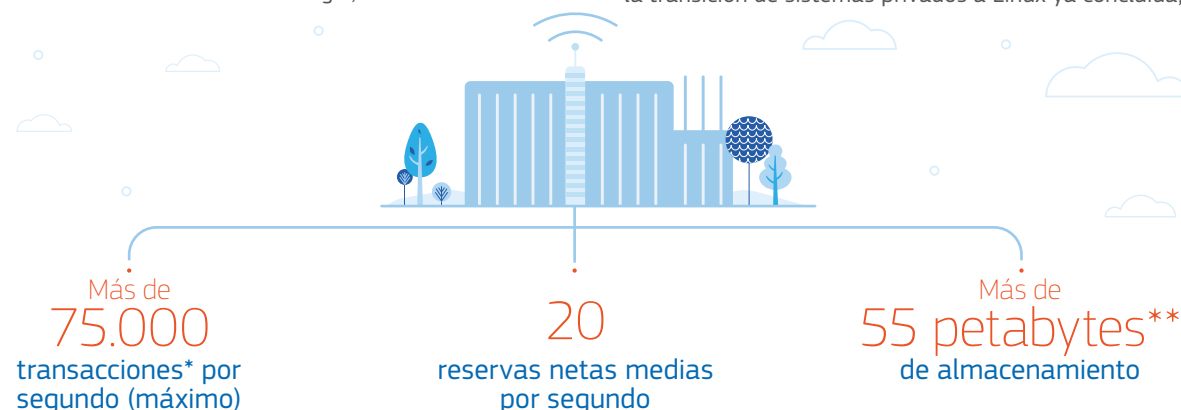 la transición de sistemas privados a Linux ya concluida,
Más de
75.000
transacciones* por
segundo (máximo)
20
reservas netas medias
por segundo
Más de
55 petabytes**
de almacenamiento